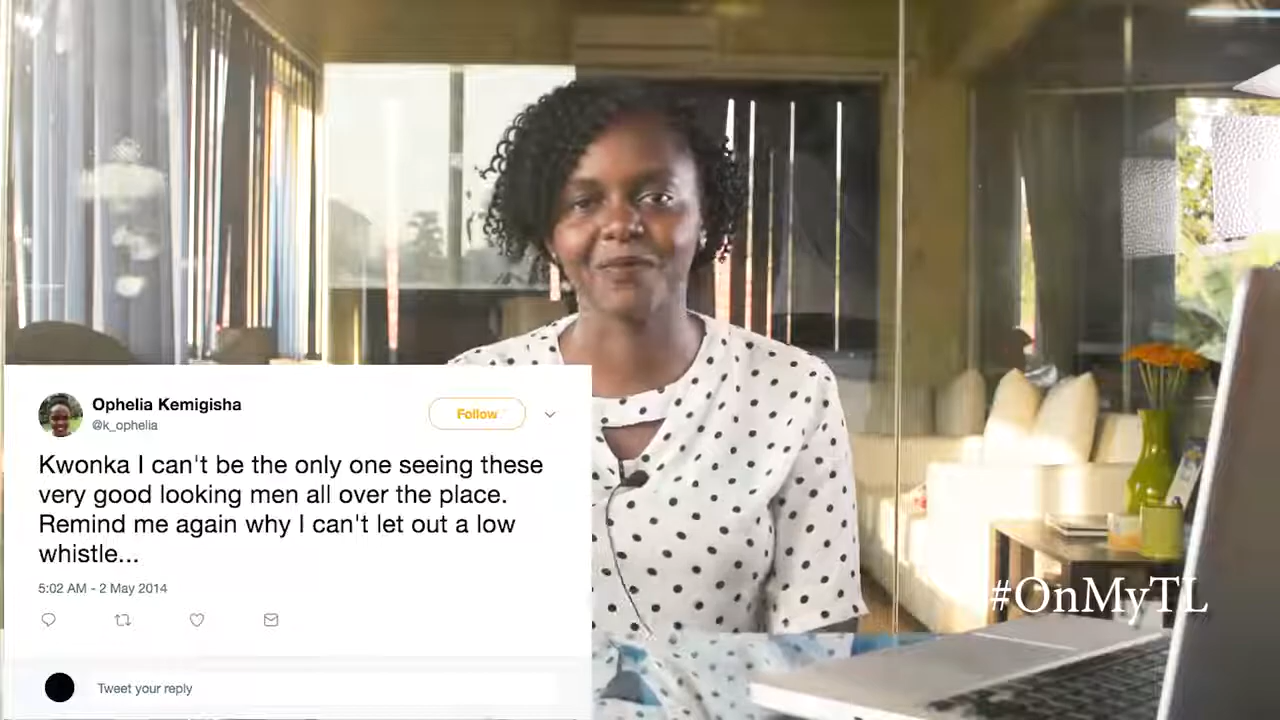 Ophelia Kemigisha
@k_ophelia
Follow
Kwonka I can't be the only one seeing these
very good looking men all over the place.
Remind me again why I can't let out a low
whistle...
5:02 AM - 2 May 2014
Tweet your reply
#OnMyTL